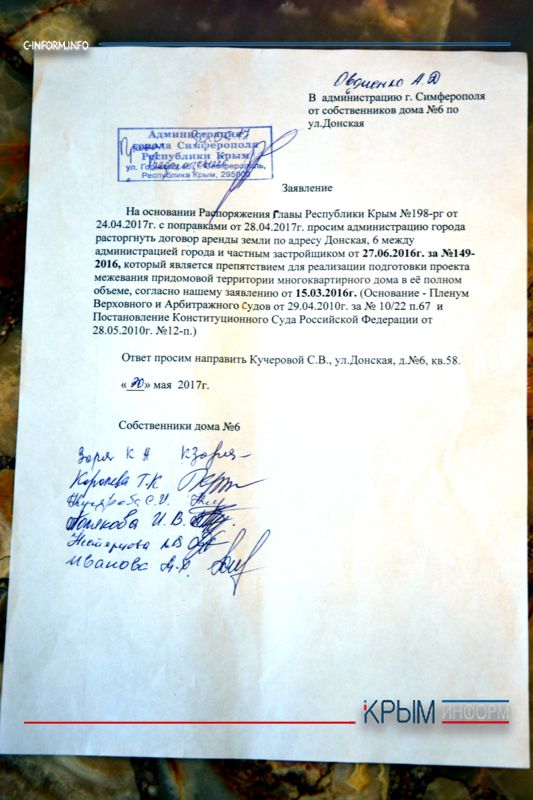 C-INFORM.INFO
Овдиенко А.Д
В администрацию г. Симферополя
от собственников дома №6 по
ул.Донская
Администрация
города Симферополя
Республики Крым
ул. Симферополь,
Республика Крым, 295000
Заявление
На основании Распоряжения Главы Республики Крым №198-рг от
24.04.2017г. с поправками от 28.04.2017г. просим администрацию города
расторгнуть договор аренды земли по адресу Донская, 6 между
администрацией города и частным застройщиком от 27.06.2016г. за №149-
2016, который является препятствием для реализации подготовки проекта
межевания придомовой территории многоквартирного дома в её полном
объеме, согласно нашему заявлению от 15.03.2016г. (Основание - Пленум
Верховного и Арбитражного Судов от 29.04.2010г. за № 10/22 п.67 и
Постановление Конституционного Суда Российской Федерации от
28.05.2010г. №12-п.)
Ответ просим направить Кучеровой С.В., ул.Донская, д.№6, кв.58.
«20» мая 2017г.
Собственники дома №6
Заря К А
Королева Т.К
Полякова И.В.
Иванова
КРЫМ ИНФОРМ